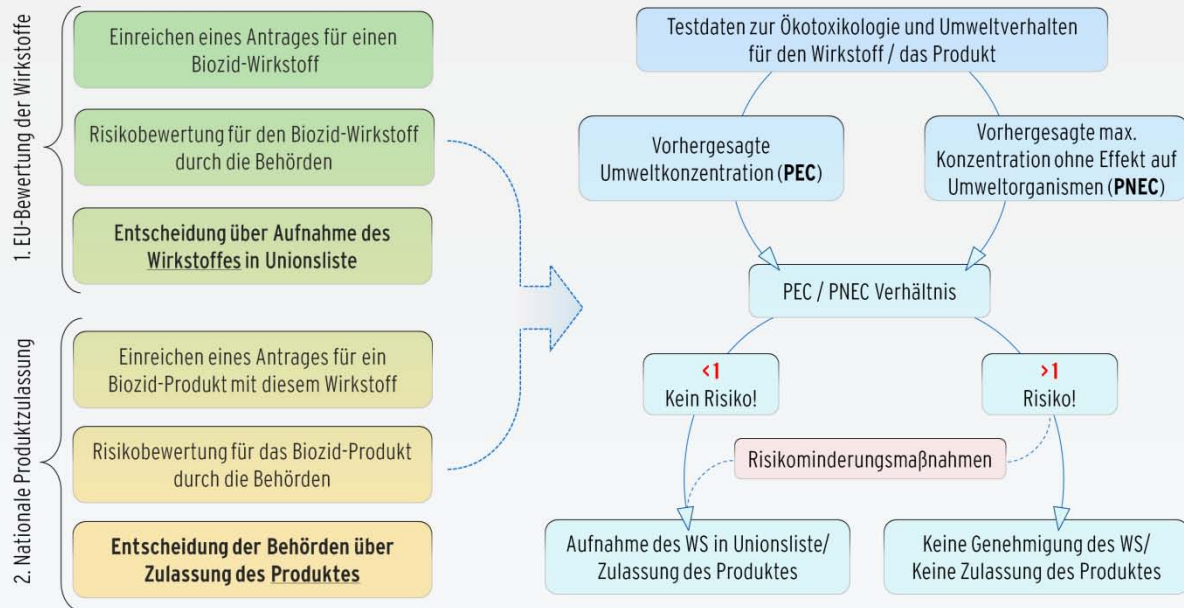 1. EU-Bewertung der Wirkstoffe
Einreichen eines Antrages für einen
Biozid-Wirkstoff
Risikobewertung für den Biozid-Wirkstoff
durch die Behörden
Entscheidung über Aufnahme des
Wirkstoffes in Unionsliste
2. Nationale Produktzulassung
Einreichen eines Antrages für ein
Biozid-Produkt mit diesem Wirkstoff
Risikobewertung für das Biozid-Produkt
durch die Behörden
Entscheidung der Behörden über
Zulassung des Produktes
Testdaten zur Ökotoxikologie und Umweltverhalten
für den Wirkstoff / das Produkt
Vorhergesagte
Umweltkonzentration (PEC)
Vorhergesagte max.
Konzentration ohne Effekt auf
Umweltorganismen (PNEC)
PEC / PNEC Verhältnis
<1
Kein Risiko!
>1
Risiko!
Risikominderungsmaßnahmen
Aufnahme des WS in Unionsliste/
Zulassung des Produktes
Keine Genehmigung des WS/
Keine Zulassung des Produktes